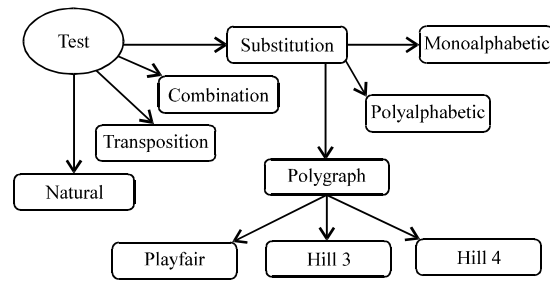 Test
Substitution
Monoalphabetic
Combination
Polyalphabetic
Transposition
Natural
Polygraph
Playfair
Hill 3
Hill 4